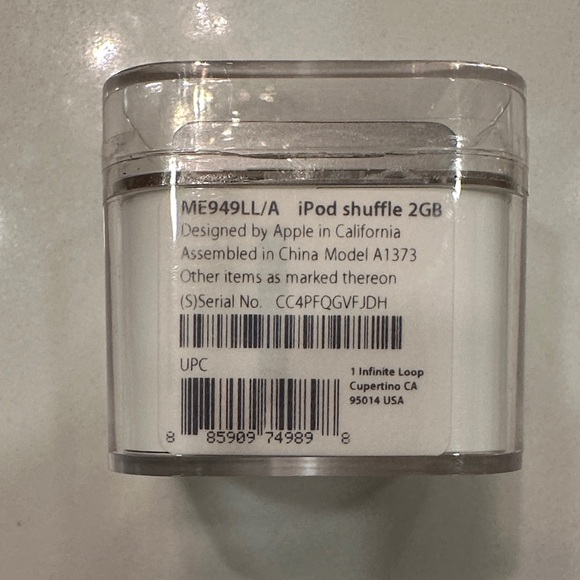 ME949LL/A iPod shuffle 2GB
Designed by Apple in California
Assembled in China Model A1373
Other items as marked thereon
(S)Serial No. CC4PFQGVFJDH
UPC
1 Infinite Loop
Cupertino CA
95014 USA
8 85909 74989 8